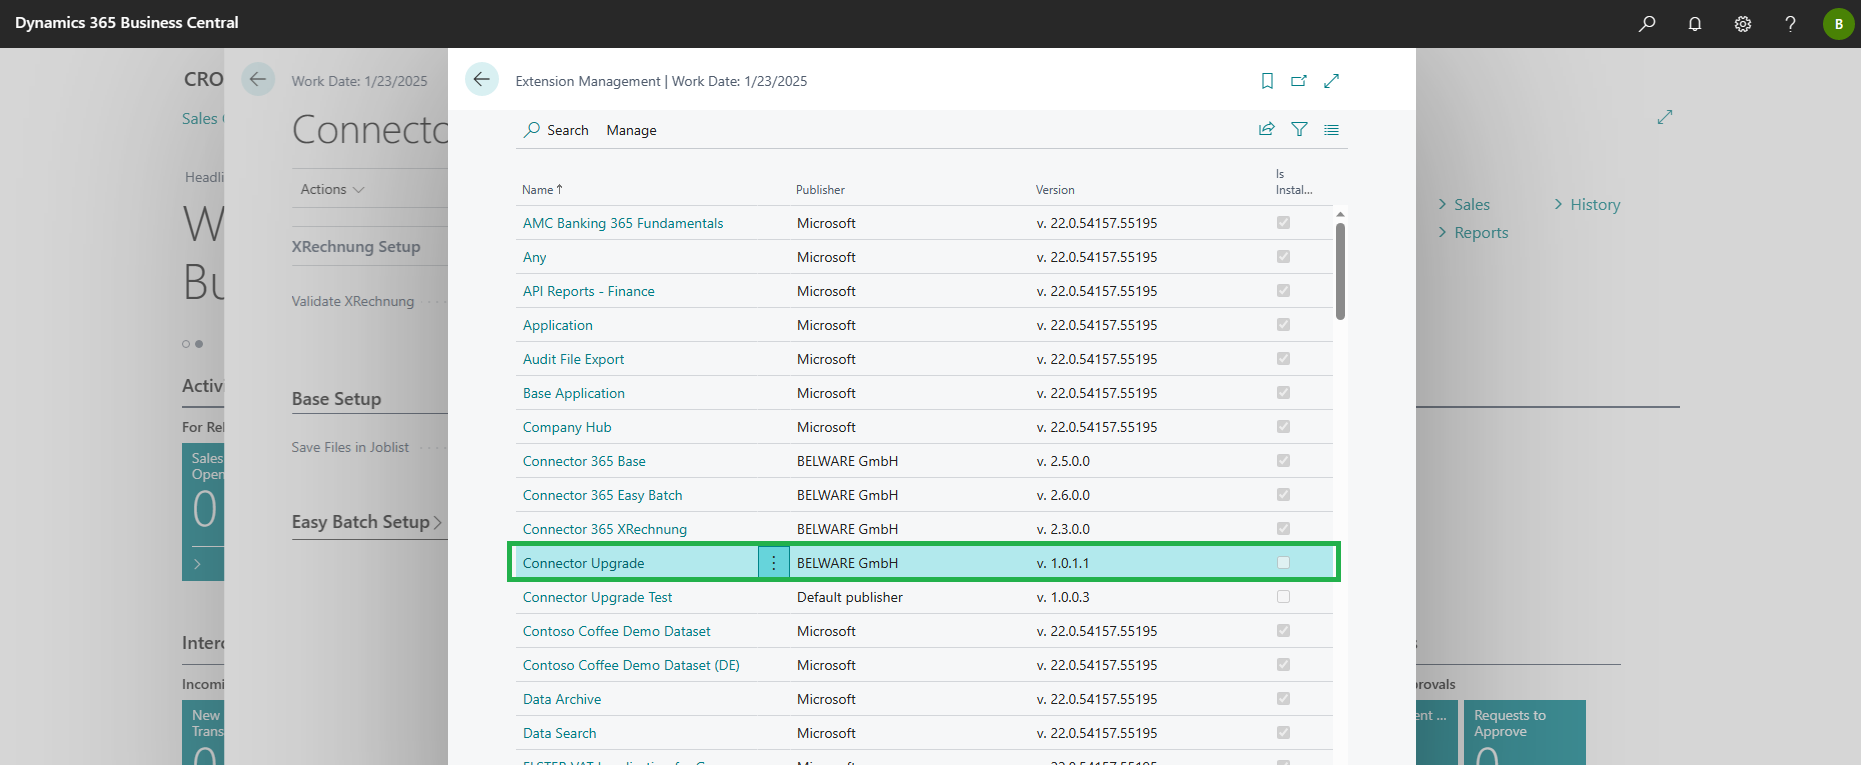 Dynamics 365 Business Central
B
CRO
Sales
Headli
W
Bu
Activ
For Rel
Sales
Open
0
Interc
Incomi
New
Trans
0
Work Date: 1/23/2025
Connecto
Actions
XRechnung Setup
Validate XRechnung
Base Setup
Save Files in Joblist
Easy Batch Setup
Extension Management | Work Date: 1/23/2025
Search Manage
Name ↑ Publisher Version Is Instal...
AMC Banking 365 Fundamentals Microsoft v. 22.0.54157.55195
Any Microsoft v. 22.0.54157.55195
API Reports - Finance Microsoft v. 22.0.54157.55195
Application Microsoft v. 22.0.54157.55195
Audit File Export Microsoft v. 22.0.54157.55195
Base Application Microsoft v. 22.0.54157.55195
Company Hub Microsoft v. 22.0.54157.55195
Connector 365 Base BELWARE GmbH v. 2.5.0.0
Connector 365 Easy Batch BELWARE GmbH v. 2.6.0.0
Connector 365 XRechnung BELWARE GmbH v. 2.3.0.0
Connector Upgrade BELWARE GmbH v. 1.0.1.1
Connector Upgrade Test Default publisher v. 1.0.0.3
Contoso Coffee Demo Dataset Microsoft v. 22.0.54157.55195
Contoso Coffee Demo Dataset (DE) Microsoft v. 22.0.54157.55195
Data Archive Microsoft v. 22.0.54157.55195
Data Search Microsoft v. 22.0.54157.55195
Sales History
Reports
provals
ent ...
Requests to
Approve
0